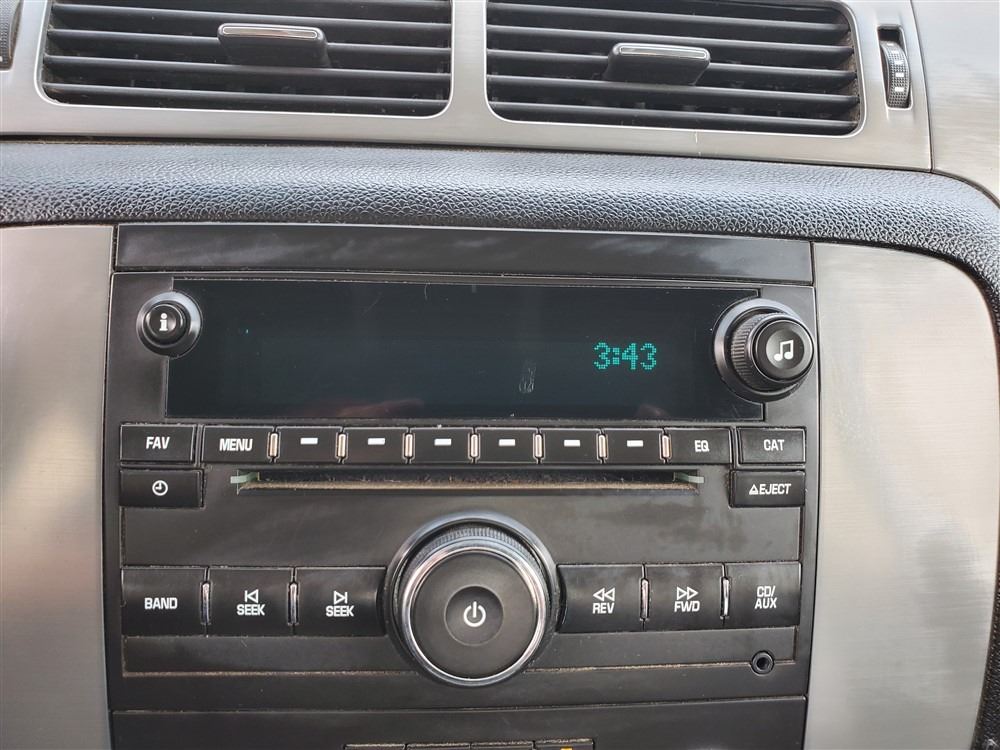 3:43
FAV
MENU
EQ
CAT
EJECT
BAND
SEEK
SEEK
REV
FWD
CD/
AUX